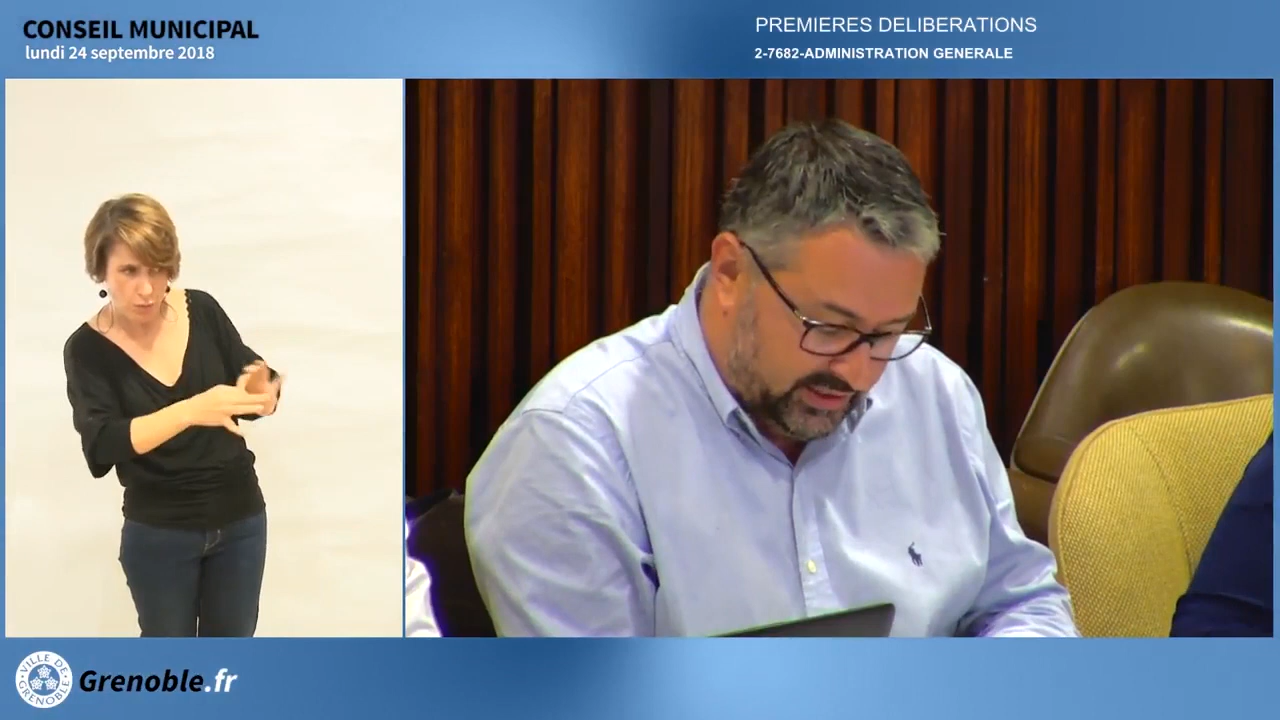 CONSEIL MUNICIPAL
lundi 24 septembre 2018
PREMIERES DELIBERATIONS
2-7682-ADMINISTRATION GENERALE
VILLE DE GRENOBLE
Grenoble.fr